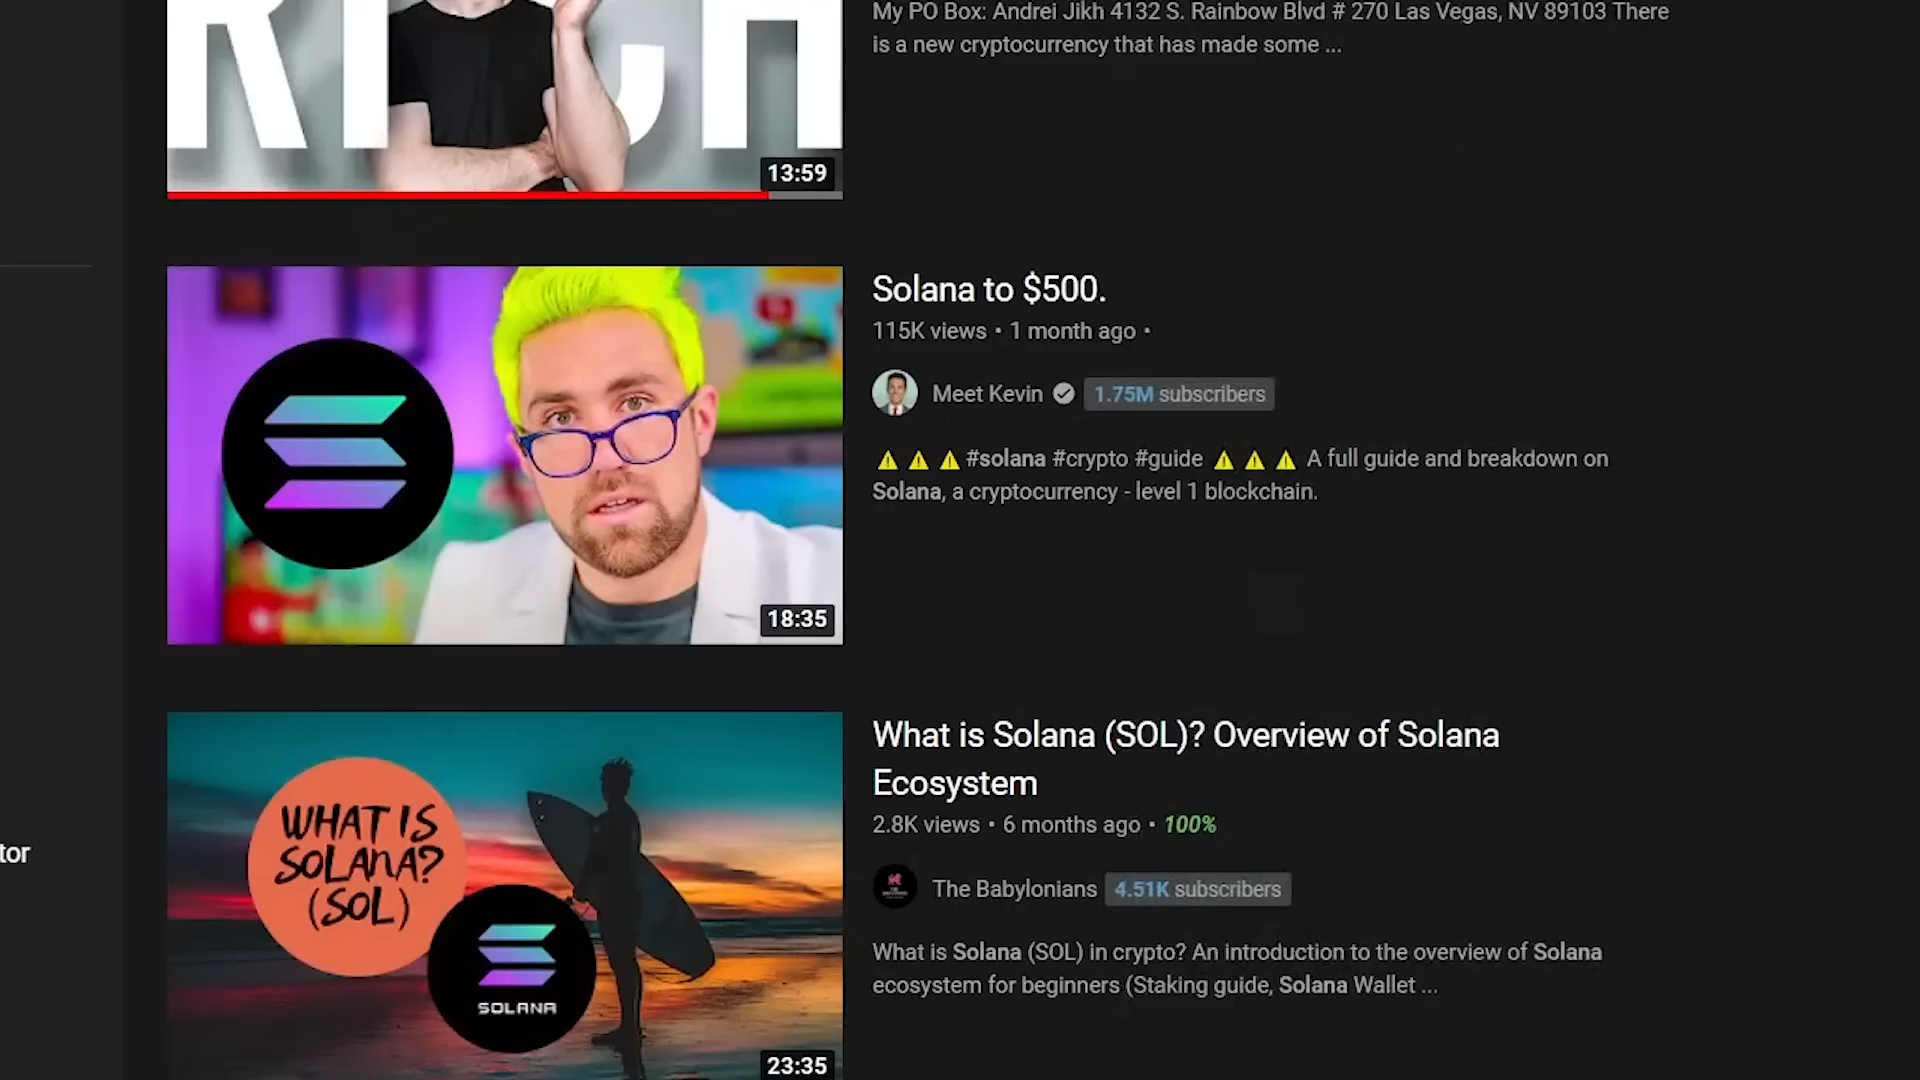 RICH
My PO Box: Andrei Jikh 4132 S. Rainbow Blvd # 270 Las Vegas, NV 89103 There
is a new cryptocurrency that has made some ...
13:59
Solana to $500.
115K views • 1 month ago •
Meet Kevin 1.75M subscribers
⚠⚠⚠#solana #crypto #guide ⚠⚠⚠ A full guide and breakdown on
Solana, a cryptocurrency - level 1 blockchain.
18:35
What is Solana (SOL)? Overview of Solana
Ecosystem
2.8K views • 6 months ago • 100%
tor
The Babylonians 4.51K subscribers
What is Solana (SOL) in crypto? An introduction to the overview of Solana
ecosystem for beginners (Staking guide, Solana Wallet ...
WHAT IS
SOLANA?
(SOL)
SOLANA
23:35